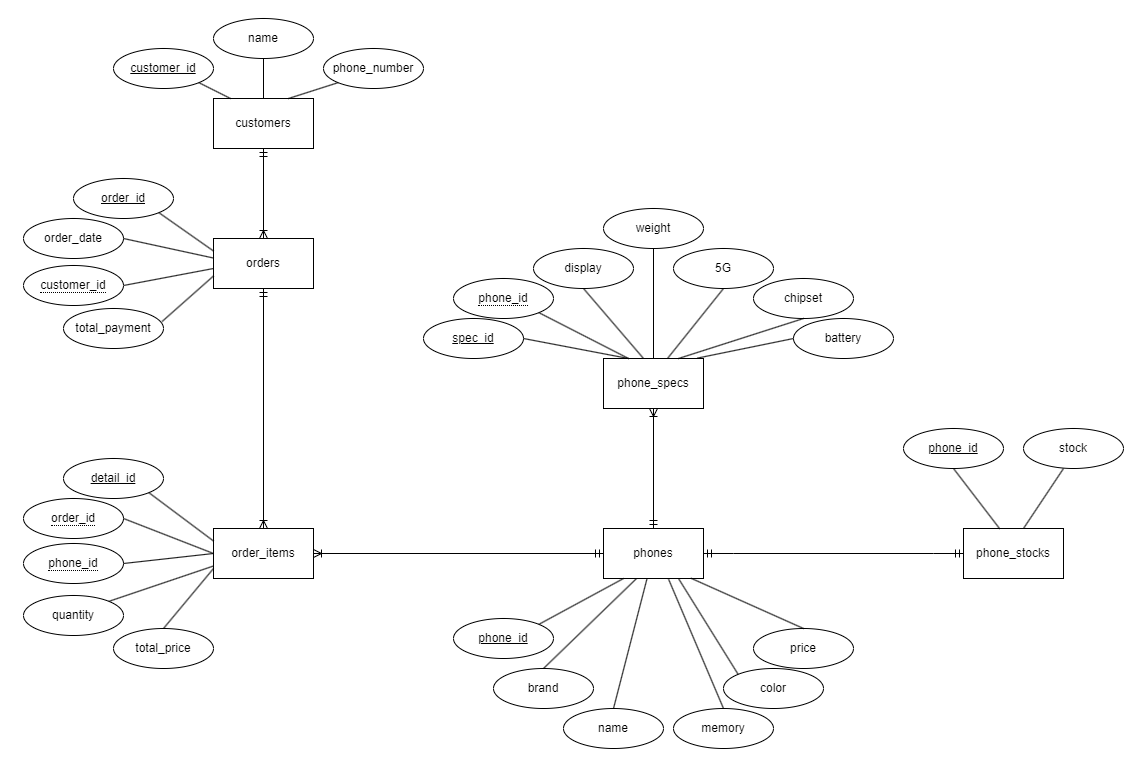 name
customer_id
phone_number
customers
order_id
order_date
customer_id
total_payment
orders
weight
display
5G
phone_id
chipset
spec_id
battery
phone_specs
phone_id
stock
detail_id
order_id
phone_id
quantity
total_price
order_items
phones
phone_stocks
phone_id
brand
name
memory
color
price